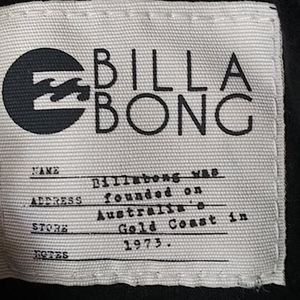 BILLA
BONG
NAME
Billabong was
ADDRESS founded on
Australia's
STORE Gold Coast in
1973.
NOTES